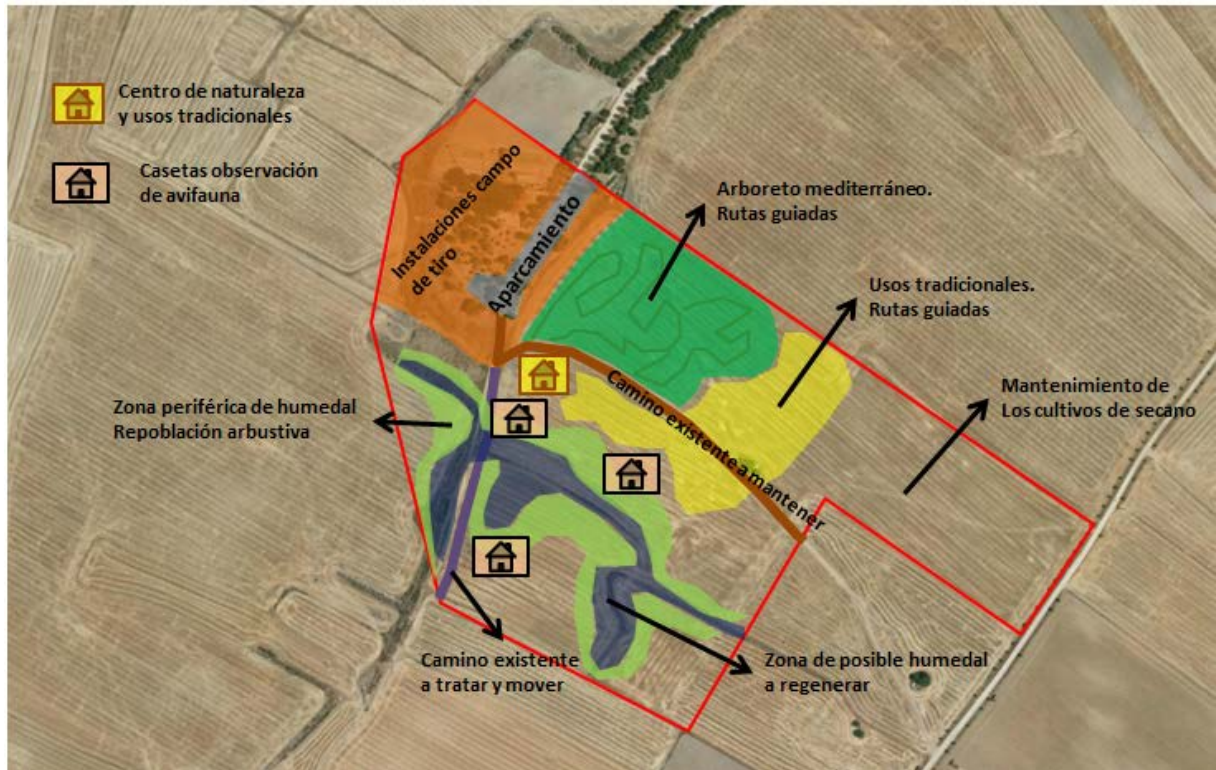 Centro de naturaleza
y usos tradicionales
Casetas observación
de avifauna
Instalaciones campo
de tiro
Aparcamiento
Arboreto mediterráneo.
Rutas guiadas
Usos tradicionales.
Rutas guiadas
Mantenimiento de
Los cultivos de secano
Camino existente a mantener
Zona periférica de humedal
Repoblación arbustiva
Camino existente
a tratar y mover
Zona de posible humedal
a regenerar